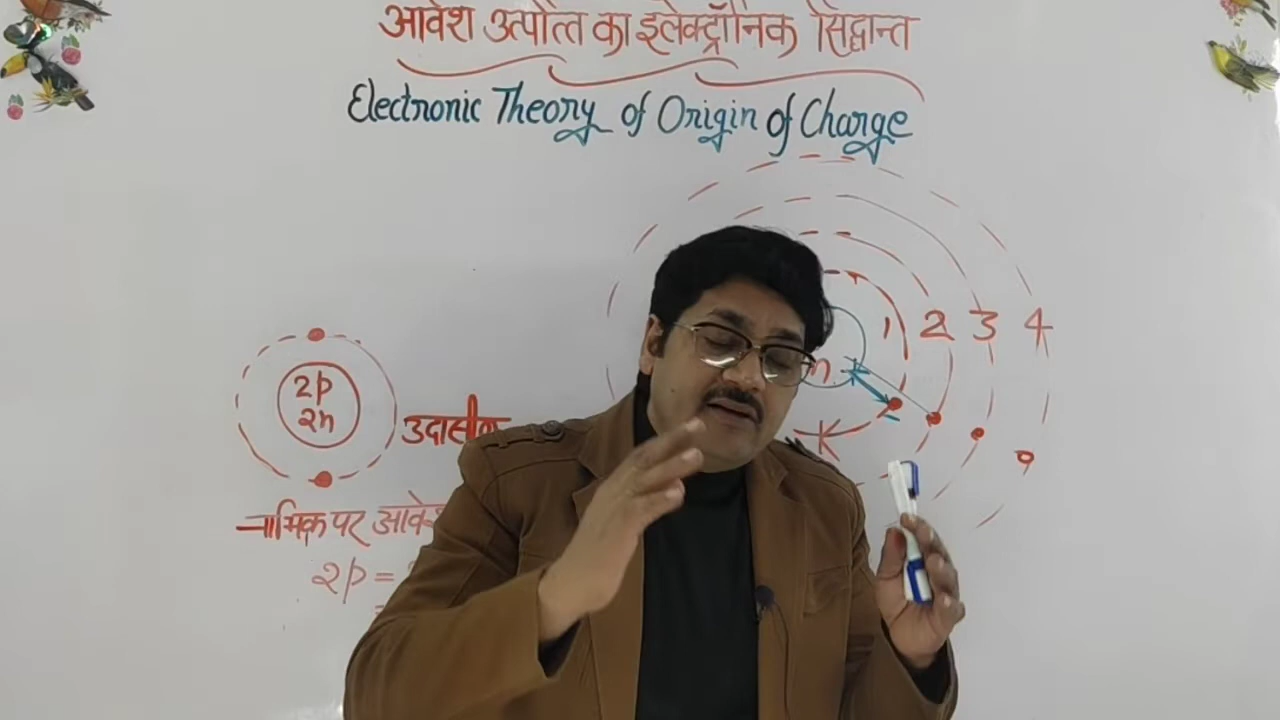 आवेश उत्पत्ति का इलेक्ट्रॉनिक सिद्धान्त
Electronic Theory of Origin of Charge
1 2 3 4
2p
2n
n
K
उदासीन
नाभिक पर आवेश
2p =
=